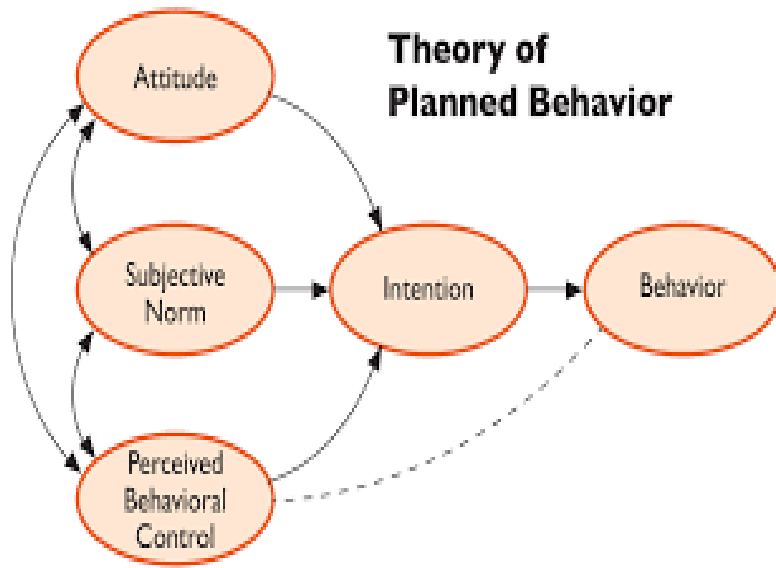 Theory of
Planned Behavior
Attitude
Subjective
Norm
Intention
Behavior
Perceived
Behavioral
Control